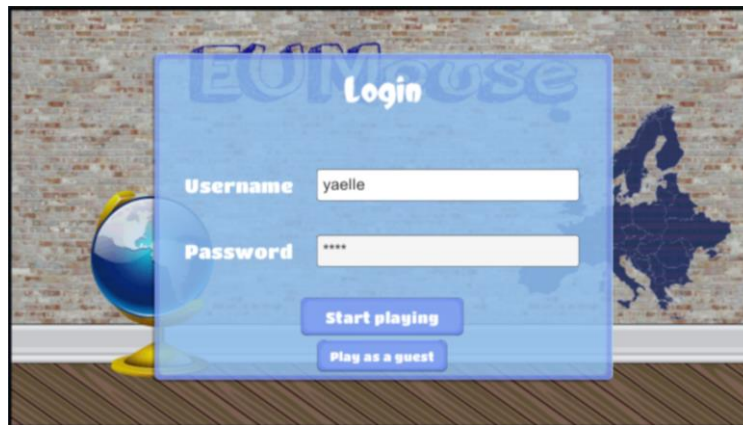 EUMouse
Login
Username yaelle
Password ****
Start playing
Play as a guest